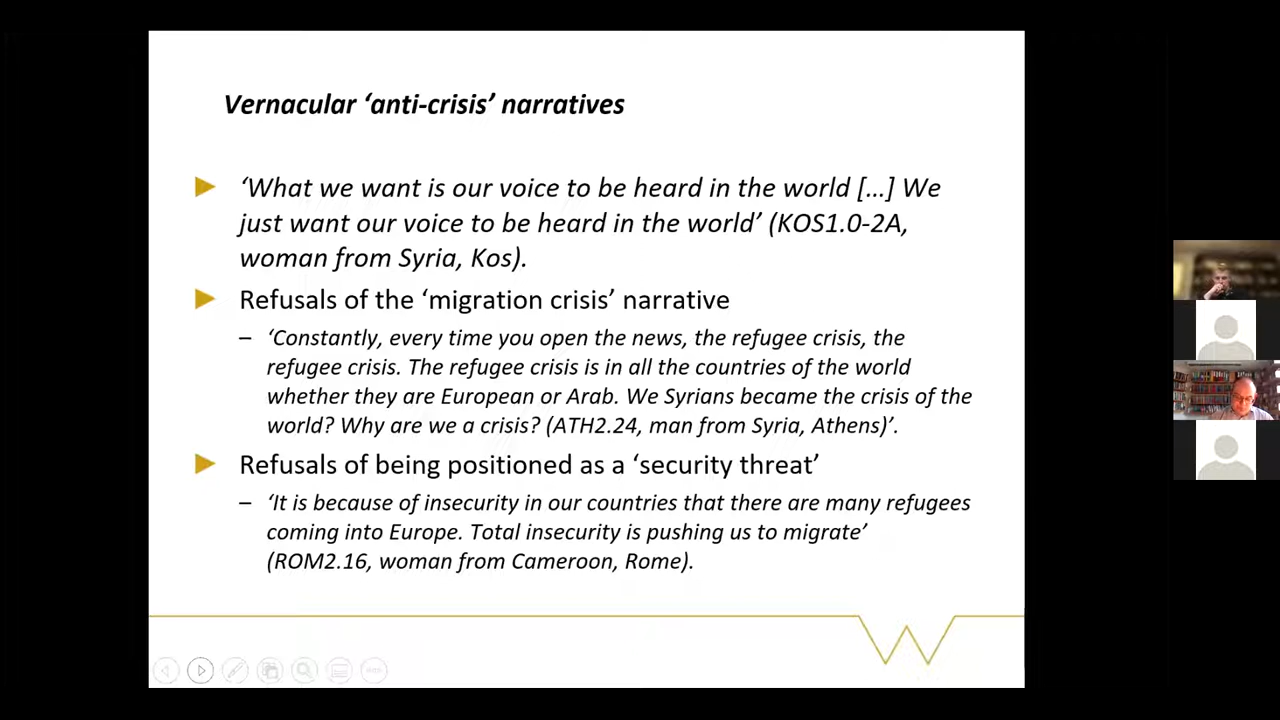 Vernacular ‘anti-crisis’ narratives
‘What we want is our voice to be heard in the world […] We
just want our voice to be heard in the world’ (KOS1.0-2A,
woman from Syria, Kos).
Refusals of the ‘migration crisis’ narrative
– ‘Constantly, every time you open the news, the refugee crisis, the
refugee crisis. The refugee crisis is in all the countries of the world
whether they are European or Arab. We Syrians became the crisis of the
world? Why are we a crisis? (ATH2.24, man from Syria, Athens)’.
Refusals of being positioned as a ‘security threat’
– ‘It is because of insecurity in our countries that there are many refugees
coming into Europe. Total insecurity is pushing us to migrate’
(ROM2.16, woman from Cameroon, Rome).